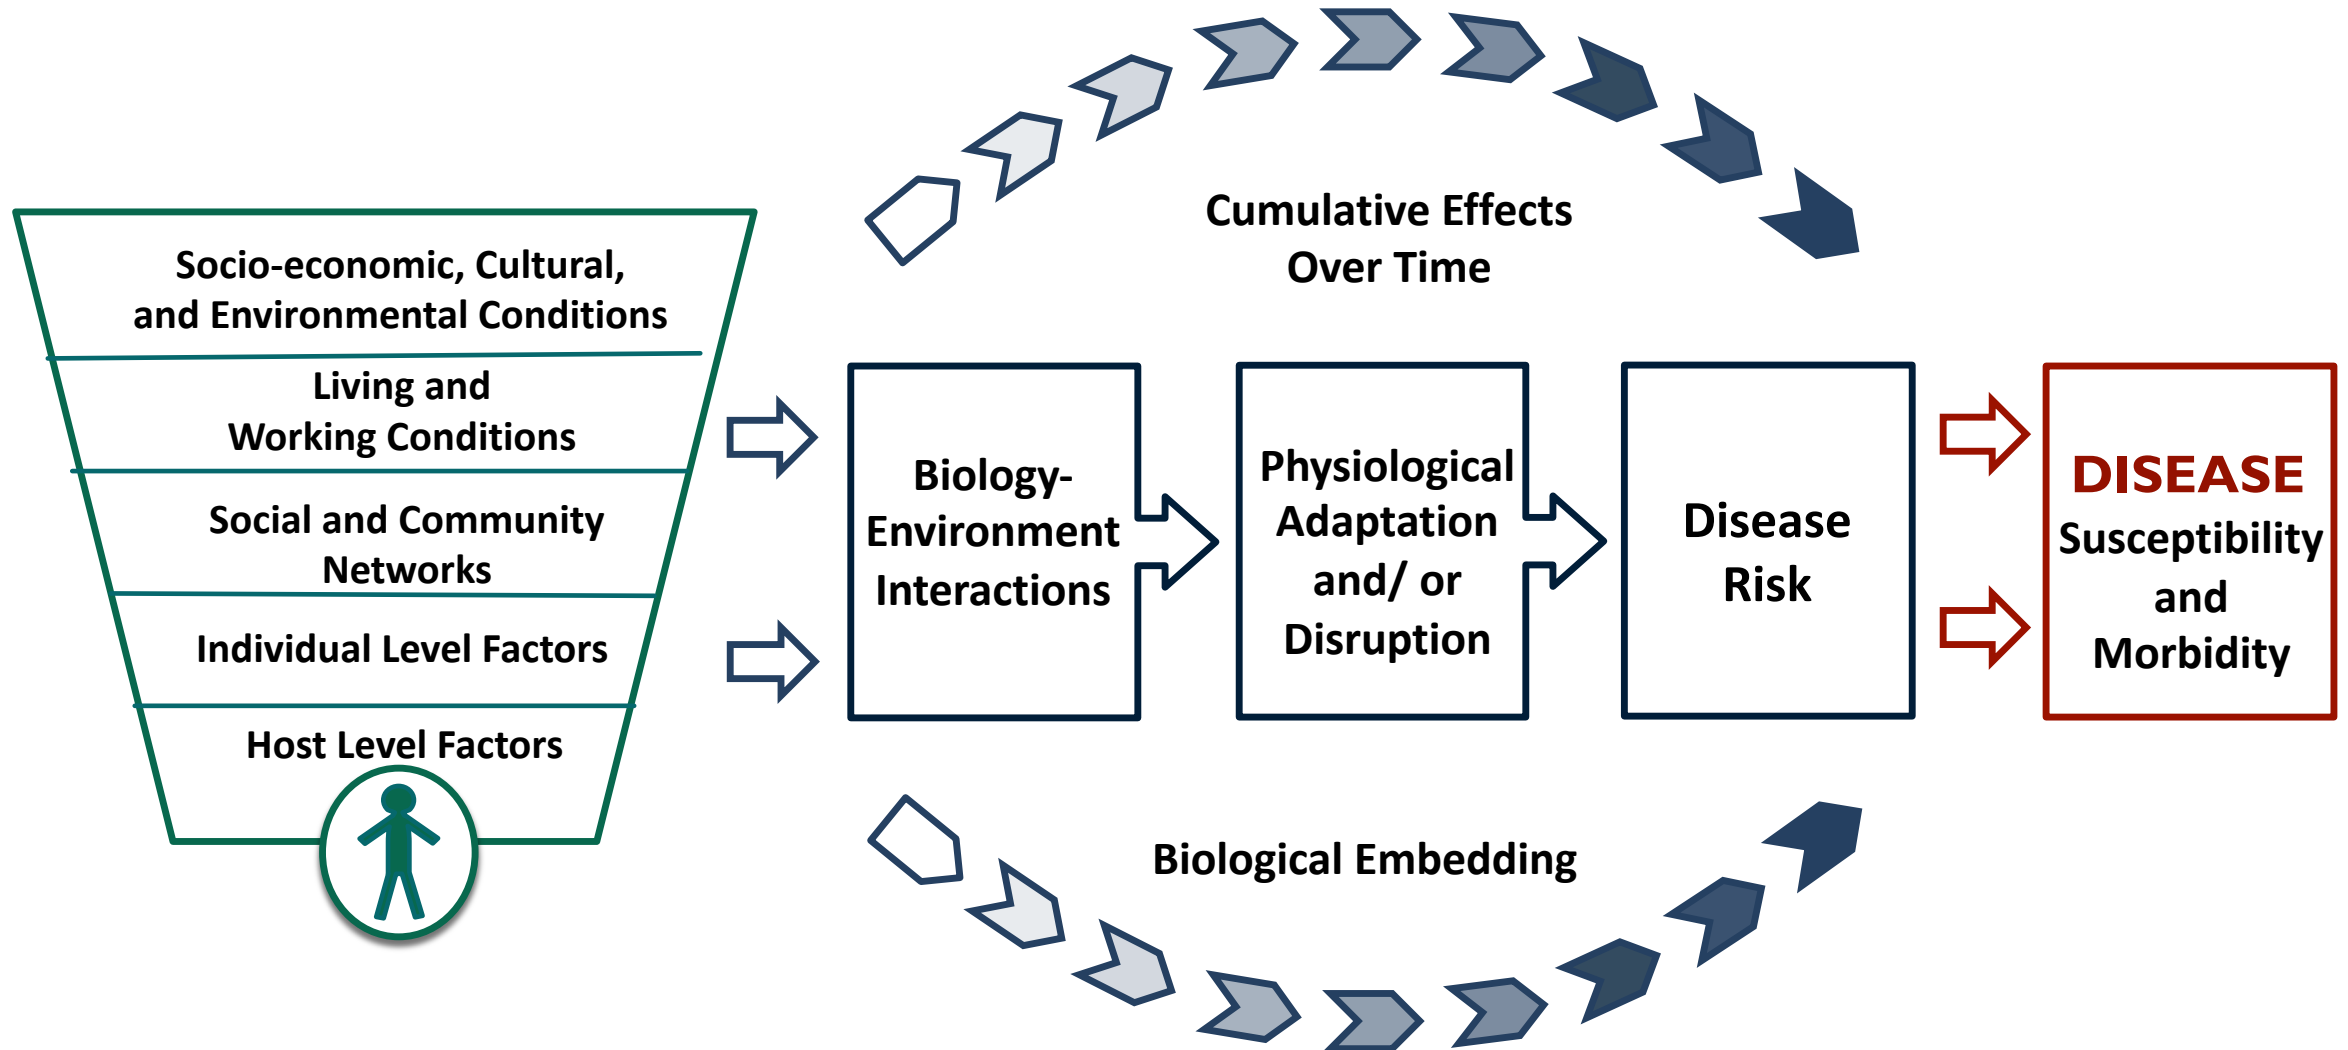 Cumulative Effects
Over Time
Socio-economic, Cultural,
and Environmental Conditions
Living and
Working Conditions
Social and Community
Networks
Individual Level Factors
Host Level Factors
Biology-
Environment
Interactions
Physiological
Adaptation
and/ or
Disruption
Disease
Risk
DISEASE
Susceptibility
and
Morbidity
Biological Embedding